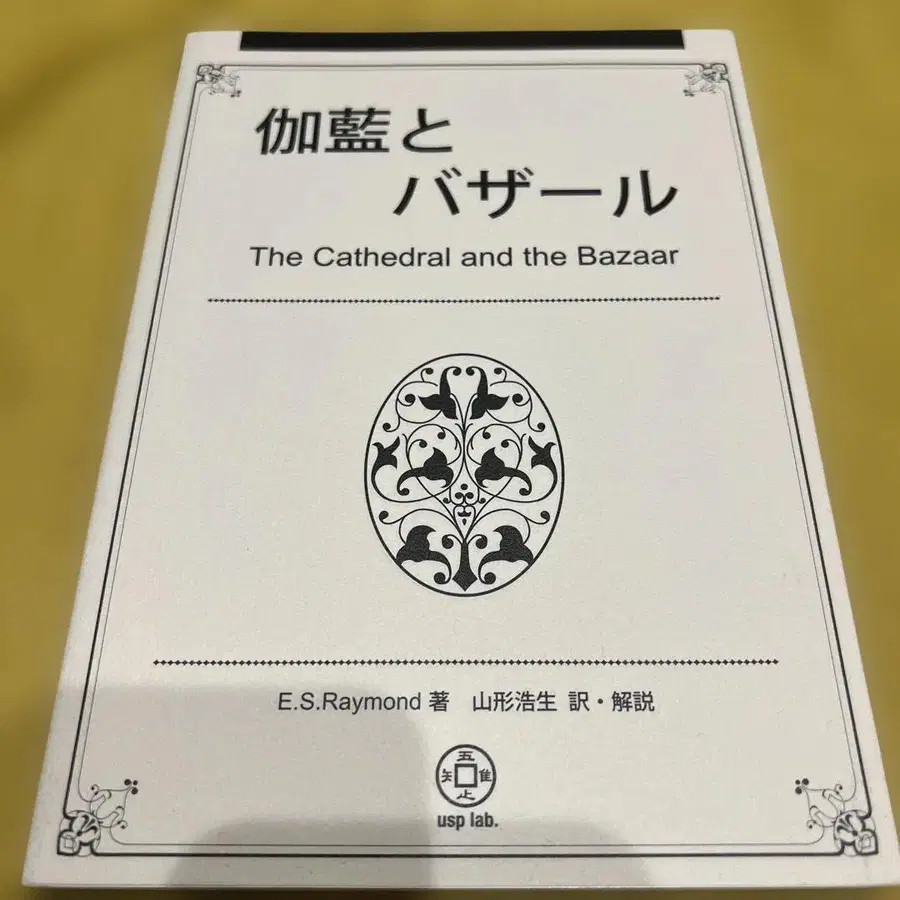 伽藍と
バザール
The Cathedral and the Bazaar
E.S.Raymond 著 山形浩生 訳・解説
五
矢 隹
止
usp lab.